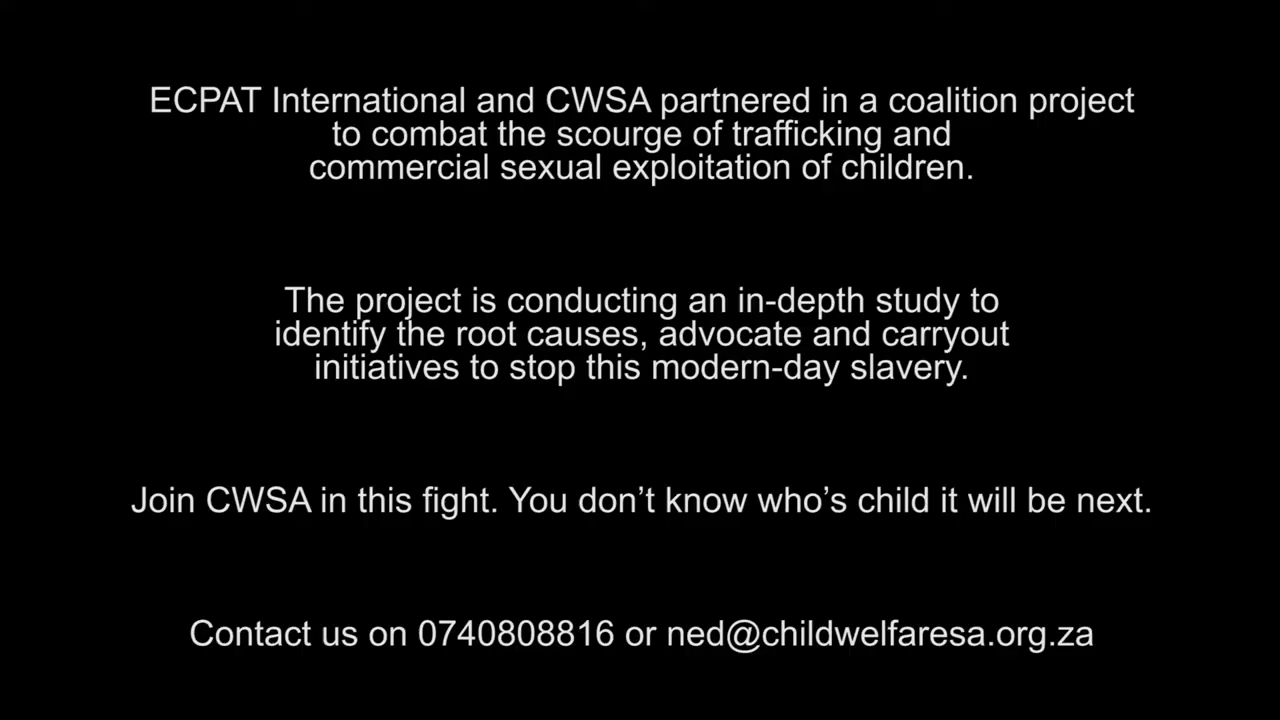 ECPAT International and CWSA partnered in a coalition project
to combat the scourge of trafficking and
commercial sexual exploitation of children.
The project is conducting an in-depth study to
identify the root causes, advocate and carryout
initiatives to stop this modern-day slavery.
Join CWSA in this fight. You don’t know who’s child it will be next.
Contact us on 0740808816 or ned@childwelfaresa.org.za